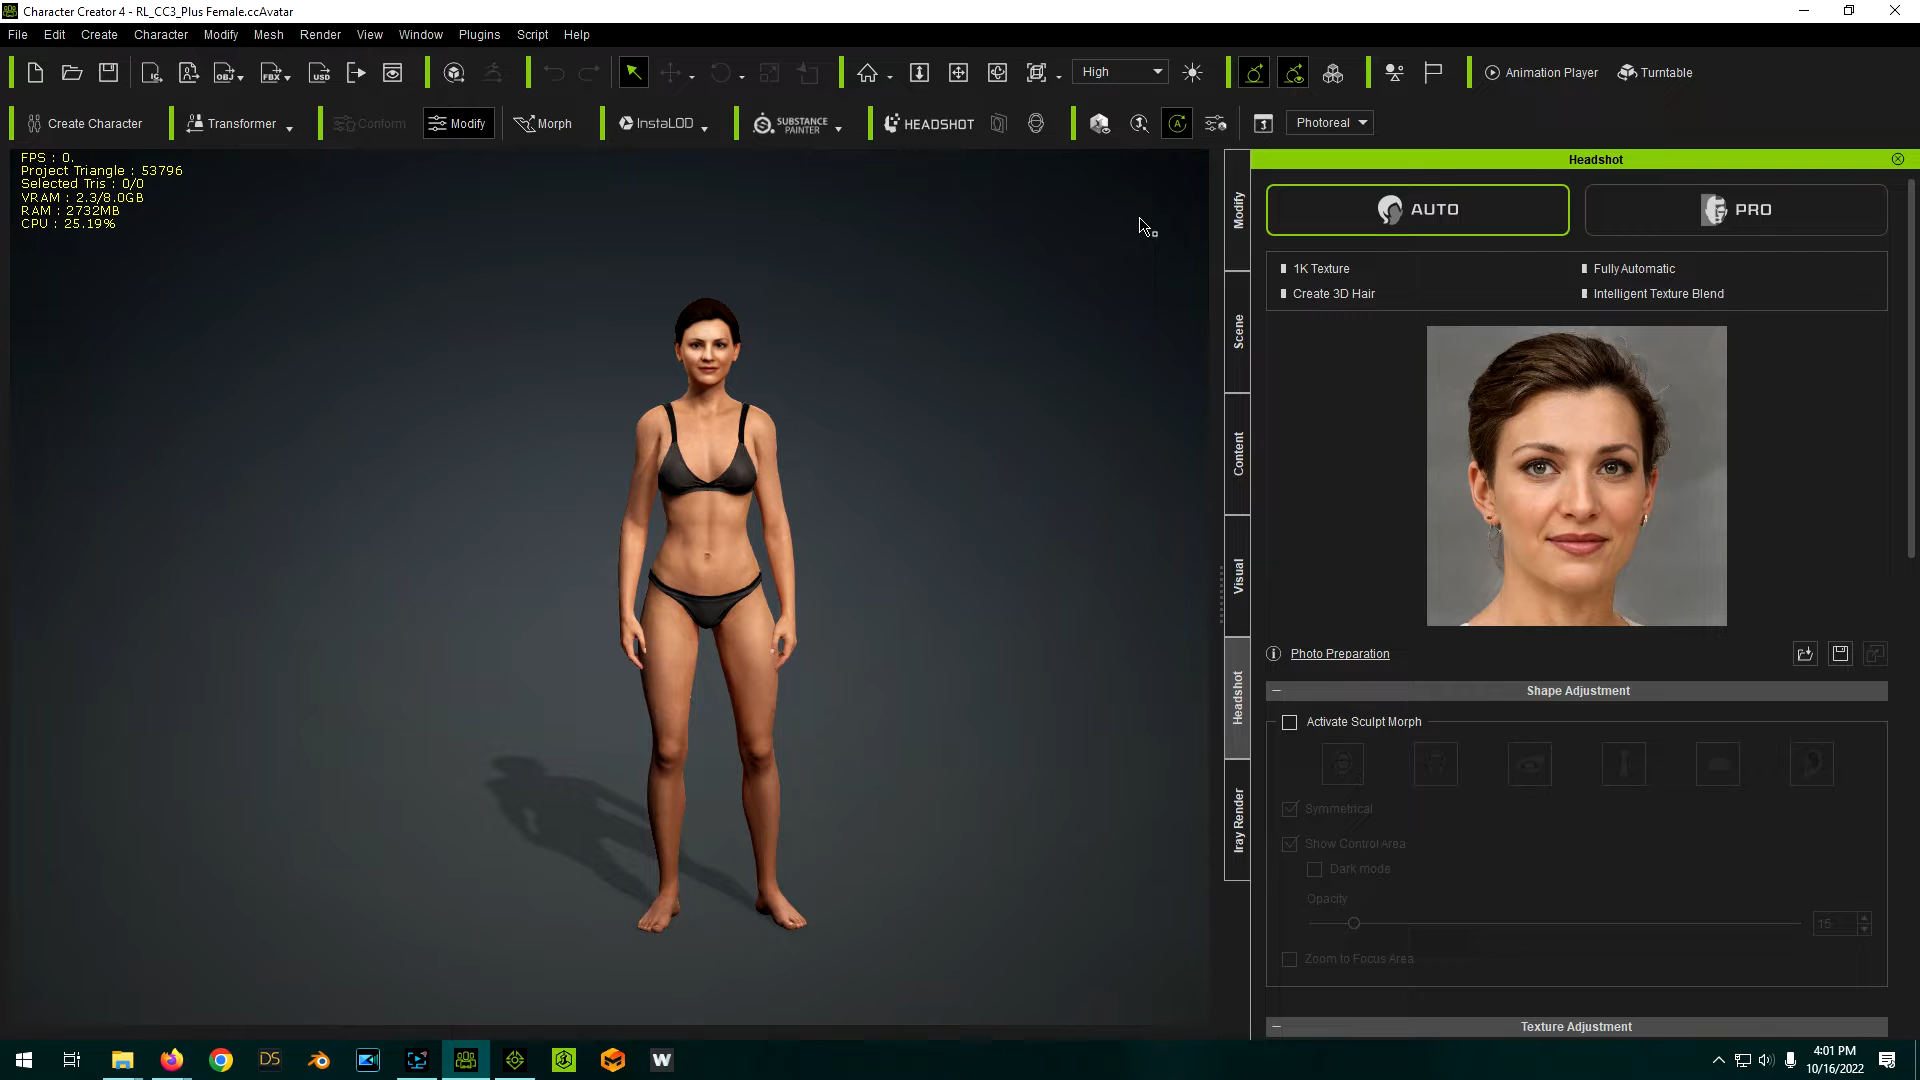 Character Creator 4 - RL_CC3_Plus Female.ccAvatar
File Edit Create Character Modify Mesh Render View Window Plugins Script Help
OBJ FBX USD High Animation Player Turntable
Create Character Transformer Conform Modify Morph InstaLOD SUBSTANCE PAINTER HEADSHOT Photoreal
FPS : 0.
Project Triangle : 53796
Selected Tris : 0/0
VRAM : 2.3/8.0GB
RAM : 2732MB
CPU : 25.19%
Modify
Scene
Content
Visual
Headshot
Iray Render
Headshot
AUTO PRO
1K Texture Fully Automatic
Create 3D Hair Intelligent Texture Blend
Photo Preparation
Shape Adjustment
Activate Sculpt Morph
Symmetrical
Show Control Area
Dark mode
Opacity
15
Zoom to Focus Area
Texture Adjustment
DS W
4:01 PM
10/16/2022